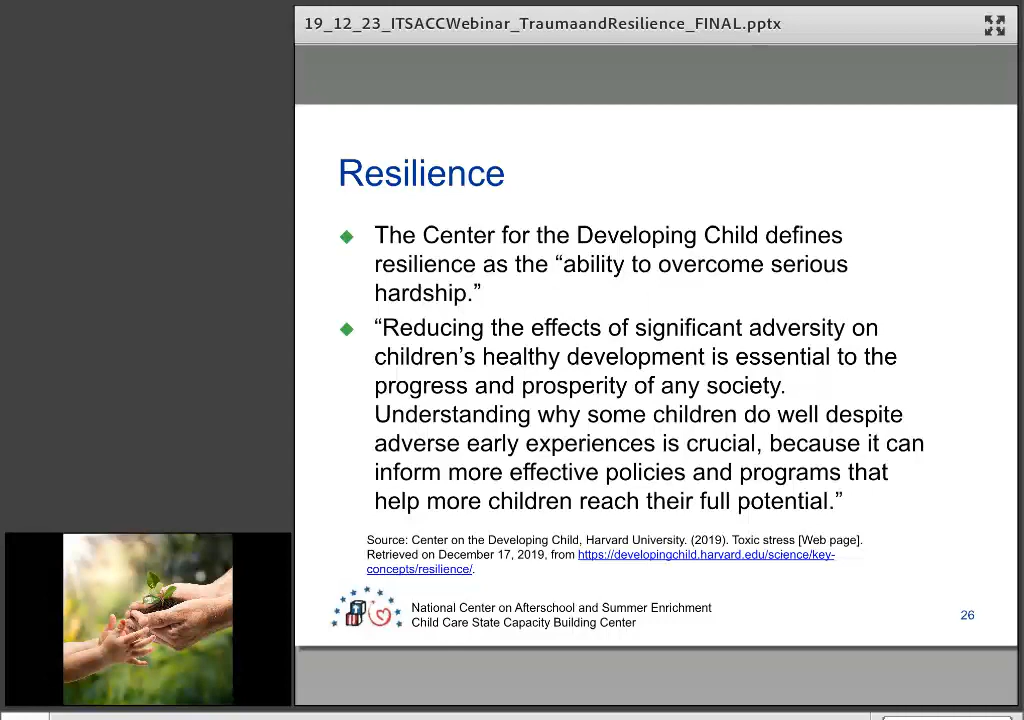 19_12_23_ITSACCWebinar_TraumaandResilience_FINAL.pptx
Resilience
The Center for the Developing Child defines
resilience as the “ability to overcome serious
hardship.”
“Reducing the effects of significant adversity on
children’s healthy development is essential to the
progress and prosperity of any society.
Understanding why some children do well despite
adverse early experiences is crucial, because it can
inform more effective policies and programs that
help more children reach their full potential.”
Source: Center on the Developing Child, Harvard University. (2019). Toxic stress [Web page].
Retrieved on December 17, 2019, from https://developingchild.harvard.edu/science/key-
concepts/resilience/.
National Center on Afterschool and Summer Enrichment
Child Care State Capacity Building Center
26